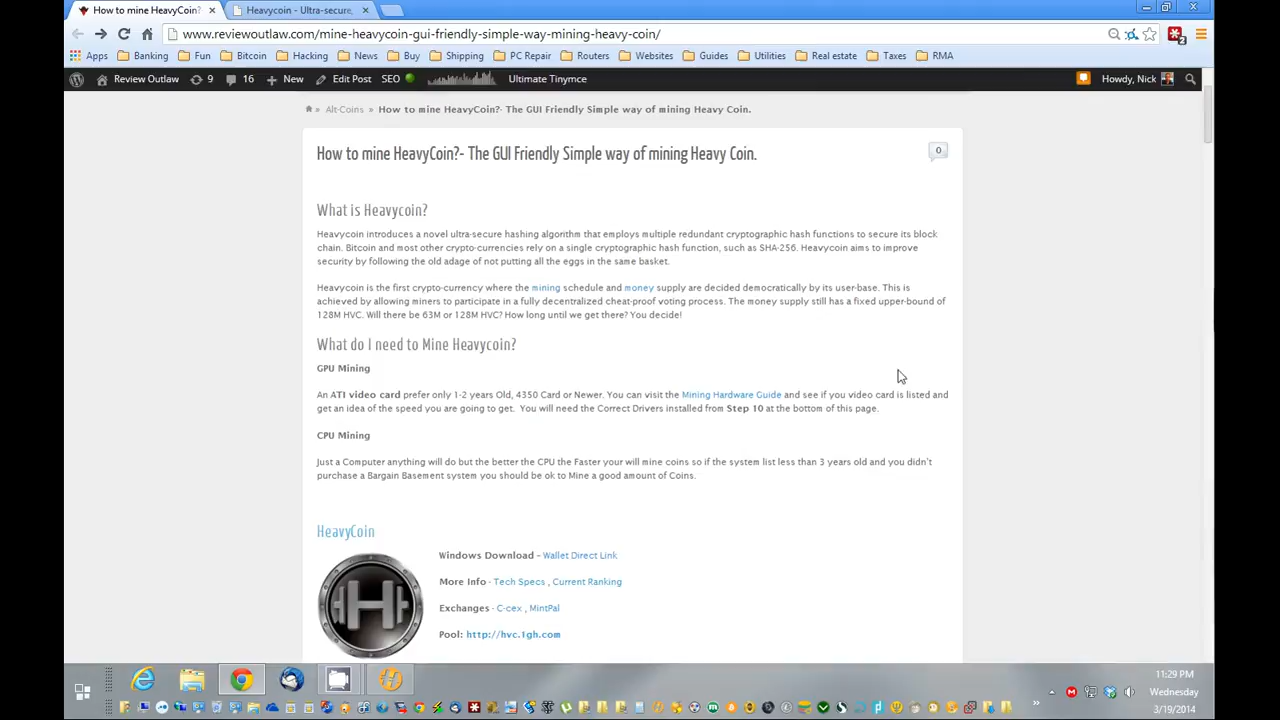 How to mine HeavyCoin? ×
Heavycoin - Ultra-secure, ×
www.reviewoutlaw.com/mine-heavycoin-gui-friendly-simple-way-mining-heavy-coin/
2
Apps Banking Fun Bitcoin Hacking News Buy Shipping PC Repair Routers Websites Guides Utilities Real estate Taxes RMA
Review Outlaw 9 16 New Edit Post SEO Ultimate Tinymce Howdy, Nick
» Alt-Coins » How to mine HeavyCoin?- The GUI Friendly Simple way of mining Heavy Coin.
How to mine HeavyCoin?- The GUI Friendly Simple way of mining Heavy Coin.
0
What is Heavycoin?
Heavycoin introduces a novel ultra-secure hashing algorithm that employs multiple redundant cryptographic hash functions to secure its block
chain. Bitcoin and most other crypto-currencies rely on a single cryptographic hash function, such as SHA-256. Heavycoin aims to improve
security by following the old adage of not putting all the eggs in the same basket.
Heavycoin is the first crypto-currency where the mining schedule and money supply are decided democratically by its user-base. This is
achieved by allowing miners to participate in a fully decentralized cheat-proof voting process. The money supply still has a fixed upper-bound of
128M HVC. Will there be 63M or 128M HVC? How long until we get there? You decide!
What do I need to Mine Heavycoin?
GPU Mining
An ATI video card prefer only 1-2 years Old, 4350 Card or Newer. You can visit the Mining Hardware Guide and see if you video card is listed and
get an idea of the speed you are going to get. You will need the Correct Drivers installed from Step 10 at the bottom of this page.
CPU Mining
Just a Computer anything will do but the better the CPU the Faster your will mine coins so if the system list less than 3 years old and you didn't
purchase a Bargain Basement system you should be ok to Mine a good amount of Coins.
HeavyCoin
Windows Download - Wallet Direct Link
More Info - Tech Specs , Current Ranking
Exchanges - C-cex , MintPal
Pool: http://hvc.1gh.com
H
11:29 PM
Wednesday
3/19/2014